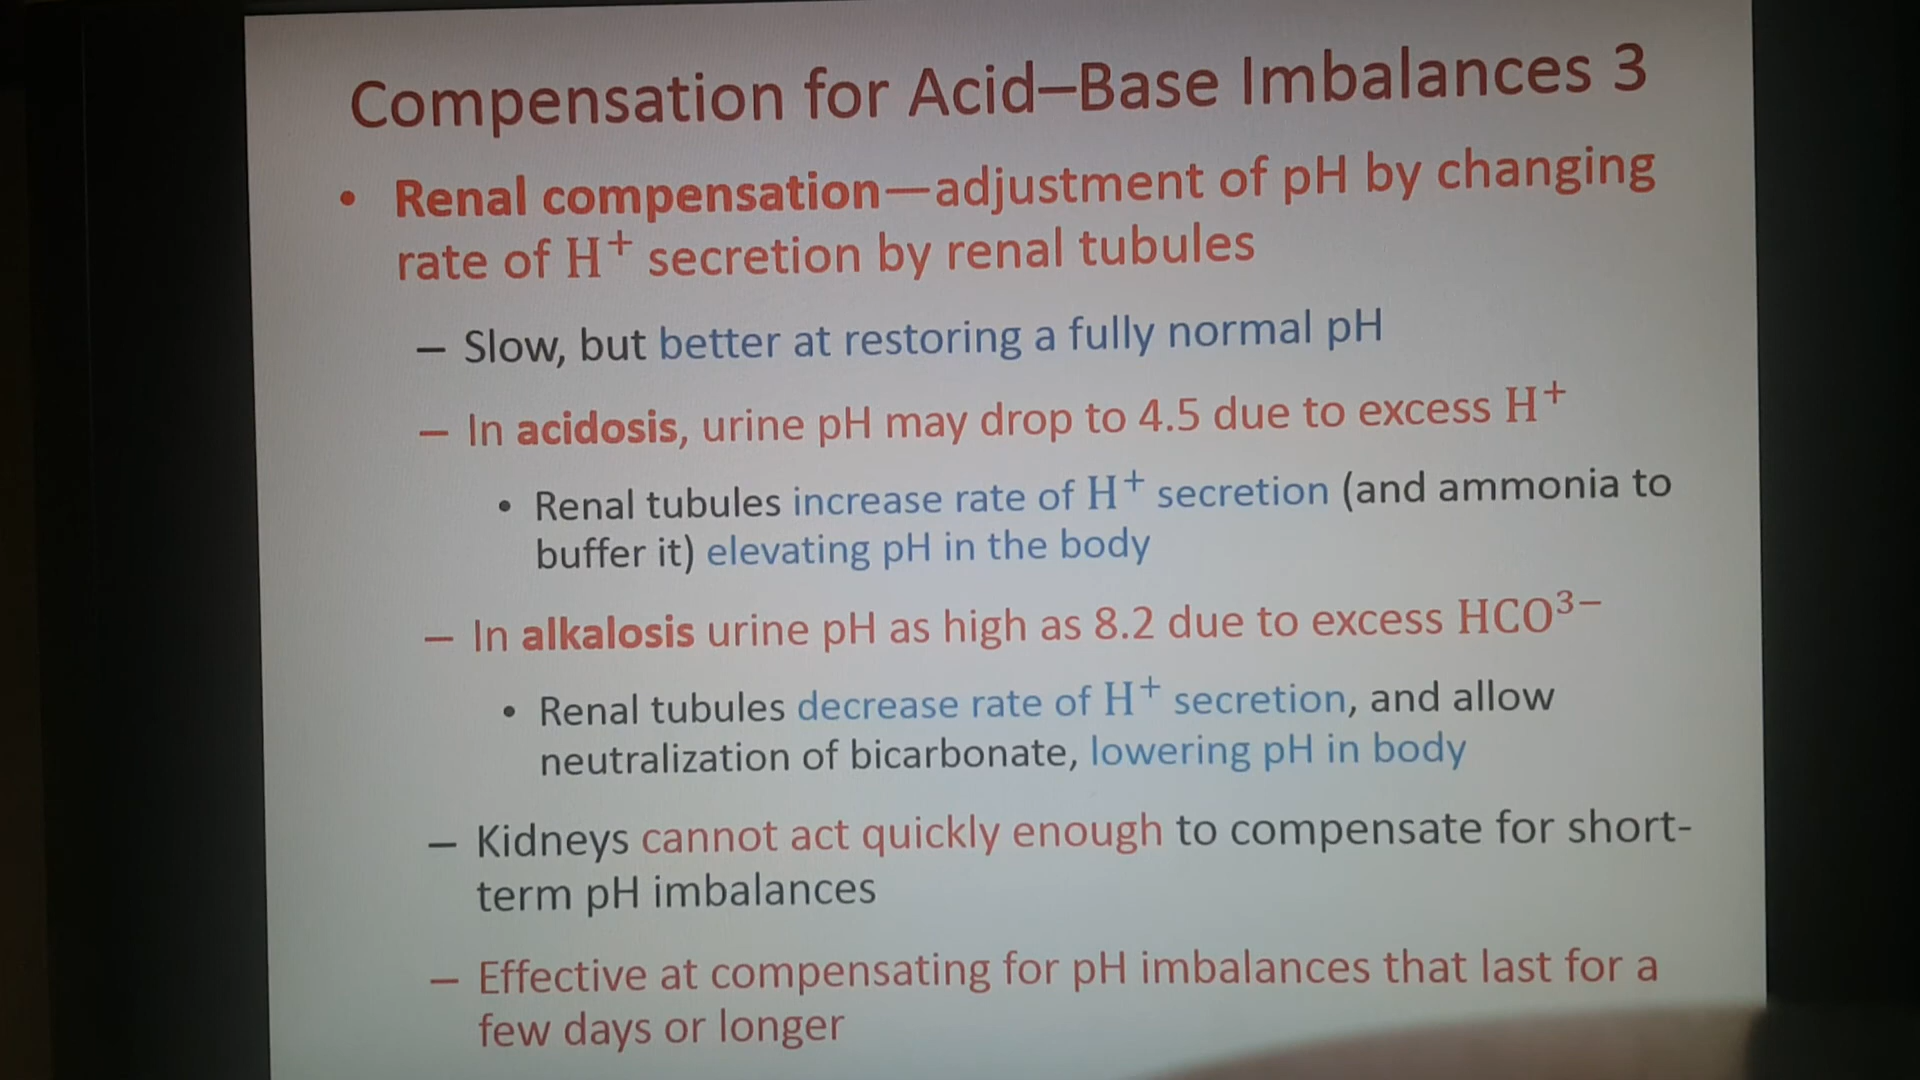 Compensation for Acid–Base Imbalances 3
• Renal compensation—adjustment of pH by changing
rate of H⁺ secretion by renal tubules
– Slow, but better at restoring a fully normal pH
– In acidosis, urine pH may drop to 4.5 due to excess H⁺
• Renal tubules increase rate of H⁺ secretion (and ammonia to
buffer it) elevating pH in the body
– In alkalosis urine pH as high as 8.2 due to excess HCO³⁻
• Renal tubules decrease rate of H⁺ secretion, and allow
neutralization of bicarbonate, lowering pH in body
– Kidneys cannot act quickly enough to compensate for short-
term pH imbalances
– Effective at compensating for pH imbalances that last for a
few days or longer